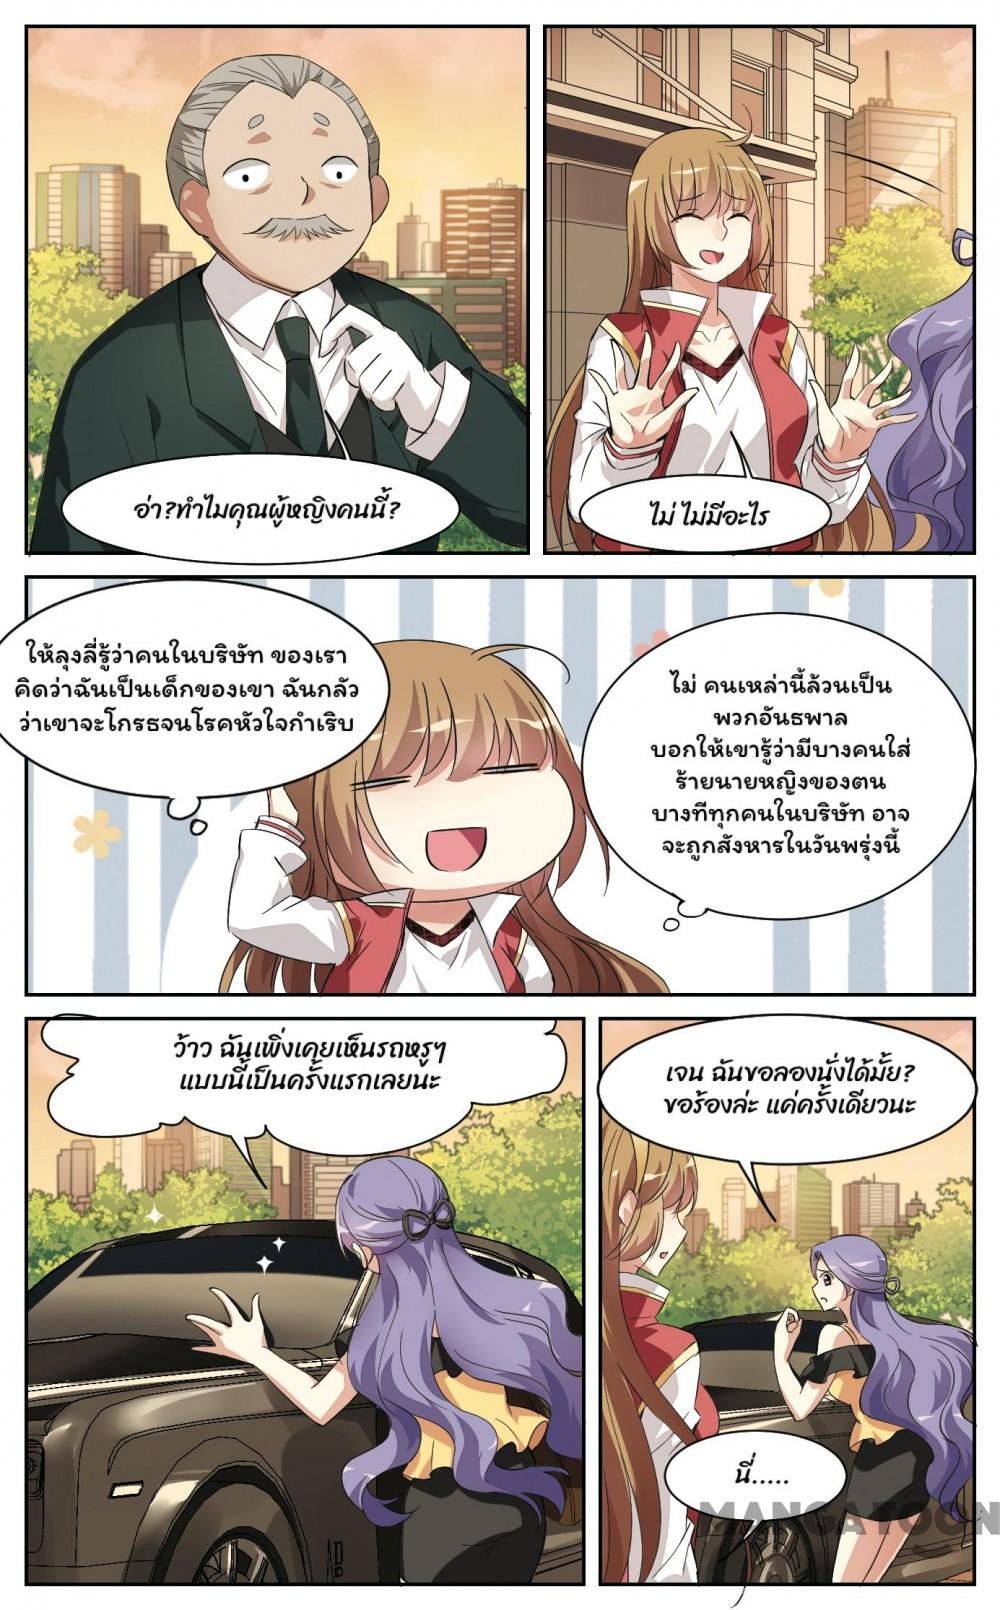 อ่า?ทำไมคุณผู้หญิงคนนี้?
ไม่ ไม่มีอะไร
ให้ลุงลี่รู้ว่าคนในบริษัท ของเรา
คิดว่าฉันเป็นเด็กของเขา ฉันกลัว
ว่าเขาจะโกรธจนโรคหัวใจกำเริบ
ไม่ คนเหล่านี้ล้วนเป็น
พวกอันธพาล
บอกให้เขารู้ว่ามีบางคนใส่
ร้ายนายหญิงของตน
บางทีทุกคนในบริษัท อาจ
จะถูกสังหารในวันพรุ่งนี้
ว้าว ฉันเพิ่งเคยเห็นรถหรูๆ
แบบนี้เป็นครั้งแรกเลยนะ
เจน ฉันขอลองนั่งได้มั้ย?
ขอร้องล่ะ แค่ครั้งเดียวนะ
นี่.....
MANGATOON